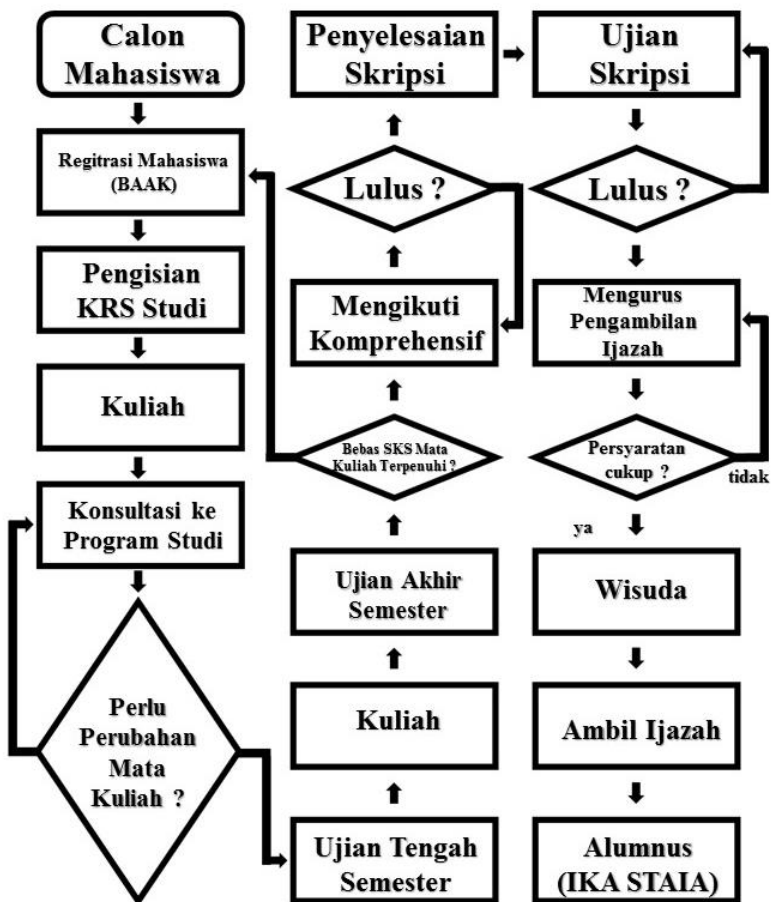 Calon
Mahasiswa
Regitrasi Mahasiswa
(BAAK)
Pengisian
KRS Studi
Kuliah
Konsultasi ke
Program Studi
Perlu
Perubahan
Mata
Kuliah ?
Ujian Tengah
Semester
Kuliah
Ujian Akhir
Semester
Bebas SKS Mata
Kuliah Terpenuhi ?
Mengikuti
Komprehensif
Lulus ?
Penyelesaian
Skripsi
Ujian
Skripsi
Lulus ?
Mengurus
Pengambilan
Ijazah
Persyaratan
cukup ?
tidak
ya
Wisuda
Ambil Ijazah
Alumnus
(IKA STAIA)